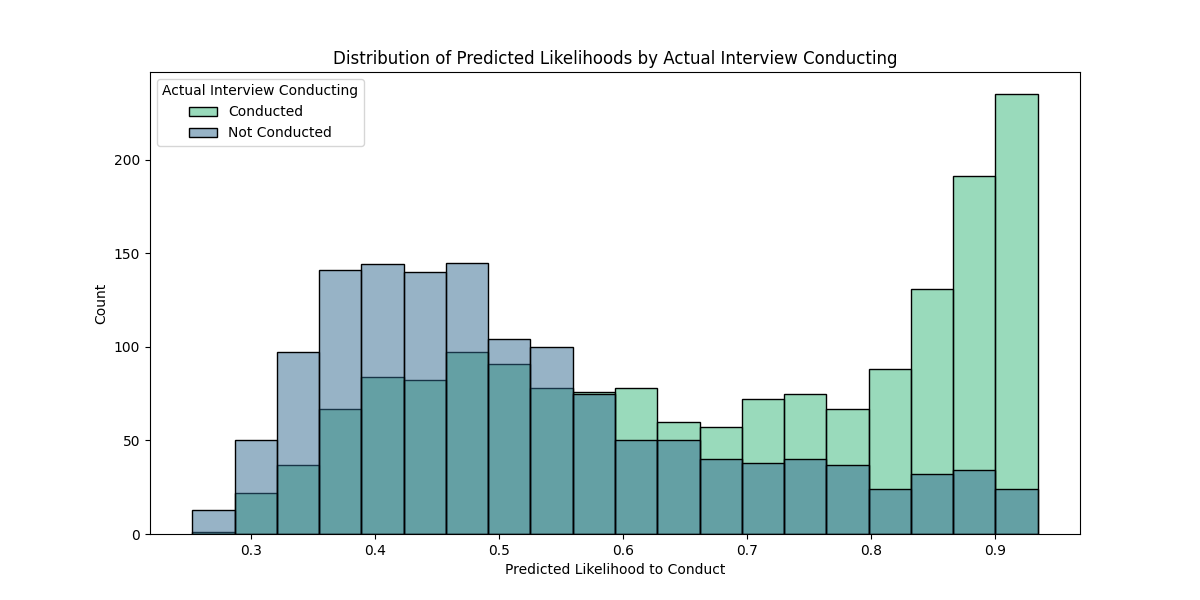 Distribution of Predicted Likelihoods by Actual Interview Conducting
Actual Interview Conducting
Conducted
Not Conducted
Count
200
150
100
50
0
0.3 0.4 0.5 0.6 0.7 0.8 0.9
Predicted Likelihood to Conduct